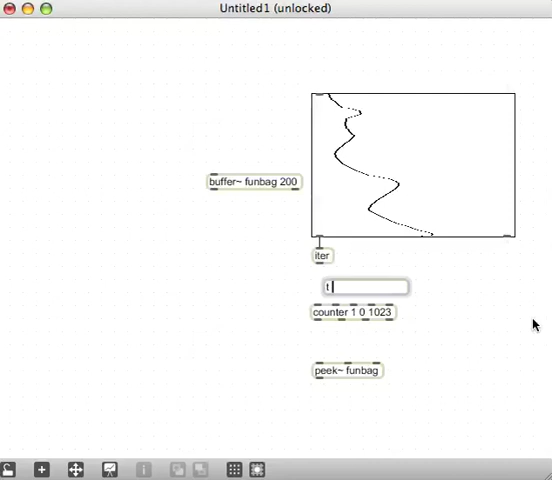 Untitled1 (unlocked)
buffer~ funbag 200
iter
t
counter 1 0 1023
peek~ funbag